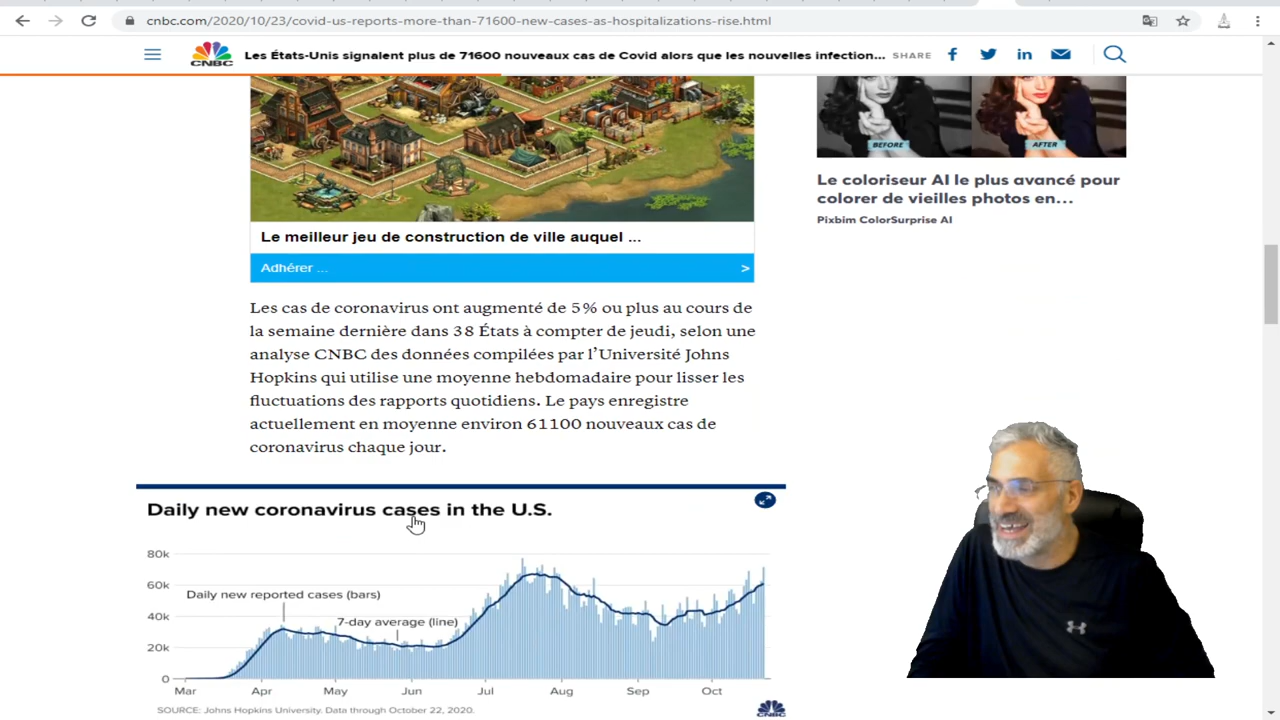 cnbc.com/2020/10/23/covid-us-reports-more-than-71600-new-cases-as-hospitalizations-rise.html
CNBC
Les États-Unis signalent plus de 71600 nouveaux cas de Covid alors que les nouvelles infection...
SHARE
BEFORE
AFTER
Le coloriseur AI le plus avancé pour
colorer de vieilles photos en...
Pixbim ColorSurprise AI
Le meilleur jeu de construction de ville auquel ...
Adhérer ...
>
Les cas de coronavirus ont augmenté de 5% ou plus au cours de
la semaine dernière dans 38 États à compter de jeudi, selon une
analyse CNBC des données compilées par l'Université Johns
Hopkins qui utilise une moyenne hebdomadaire pour lisser les
fluctuations des rapports quotidiens. Le pays enregistre
actuellement en moyenne environ 61100 nouveaux cas de
coronavirus chaque jour.
Daily new coronavirus cases in the U.S.
80k
60k
Daily new reported cases (bars)
40k
7-day average (line)
20k
0
Mar Apr May Jun Jul Aug Sep Oct
SOURCE: Johns Hopkins University. Data through October 22, 2020.
CNBC